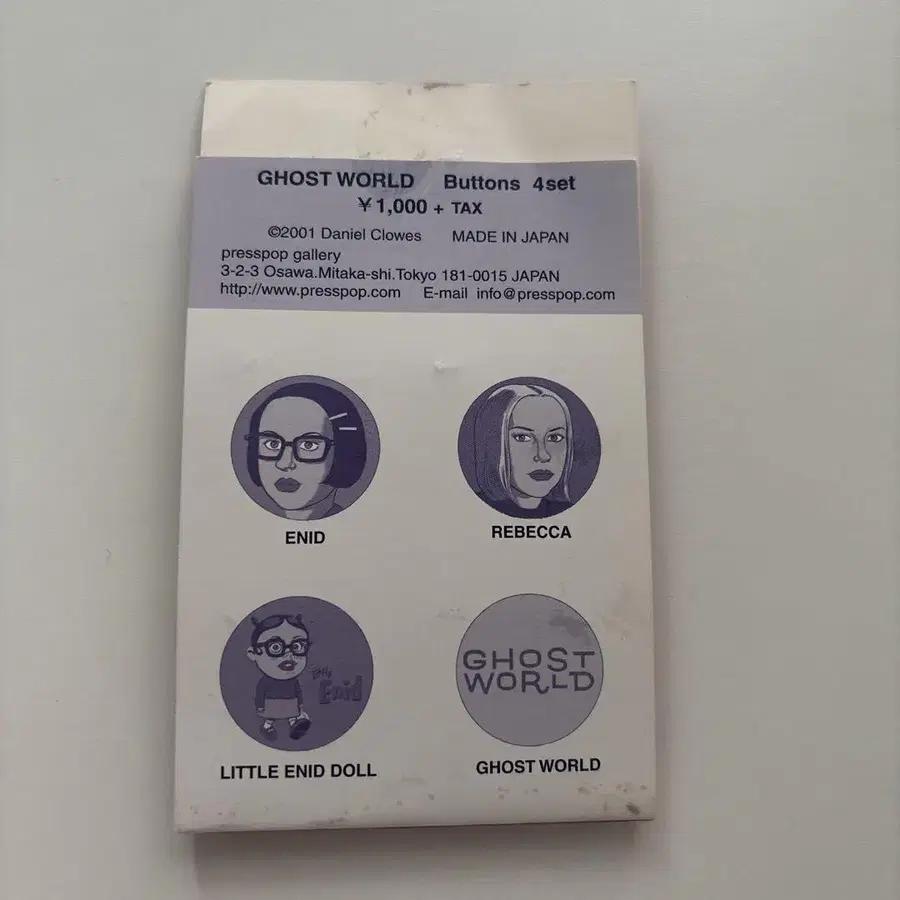 GHOST WORLD Buttons 4set
￥1,000 + TAX
©2001 Daniel Clowes MADE IN JAPAN
presspop gallery
3-2-3 Osawa.Mitaka-shi.Tokyo 181-0015 JAPAN
http://www.presspop.com E-mail info@presspop.com
ENID
REBECCA
Little
Enid
GHOST
WORLD
LITTLE ENID DOLL
GHOST WORLD